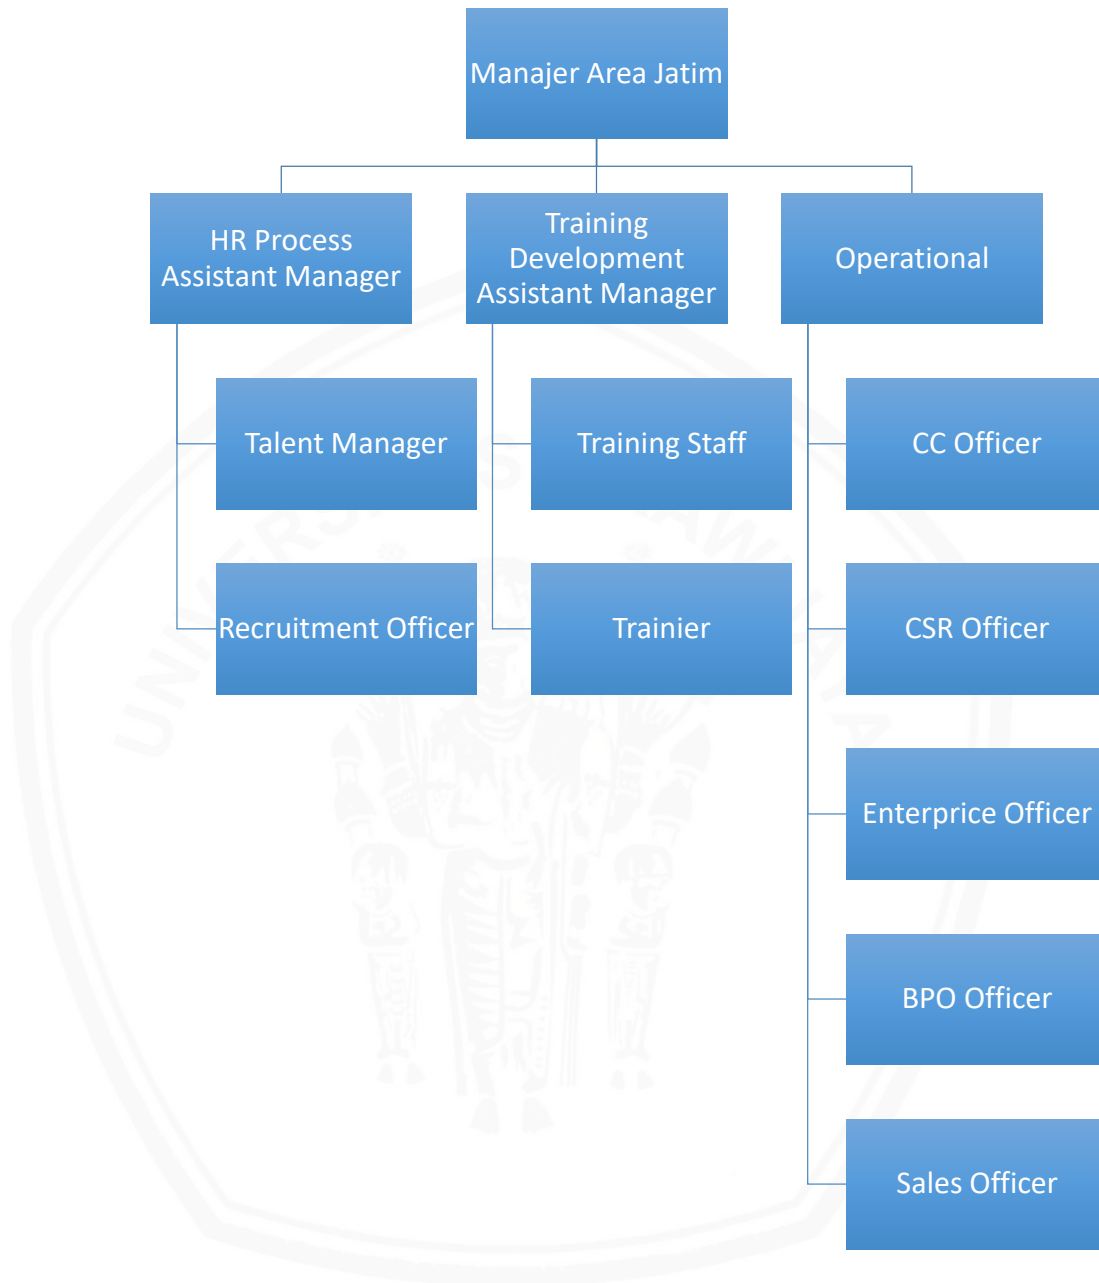 Manajer Area Jatim
HR Process
Assistant Manager
Training
Development
Assistant Manager
Operational
Talent Manager
Training Staff
CC Officer
Recruitment Officer
Trainier
CSR Officer
Enterprice Officer
BPO Officer
Sales Officer